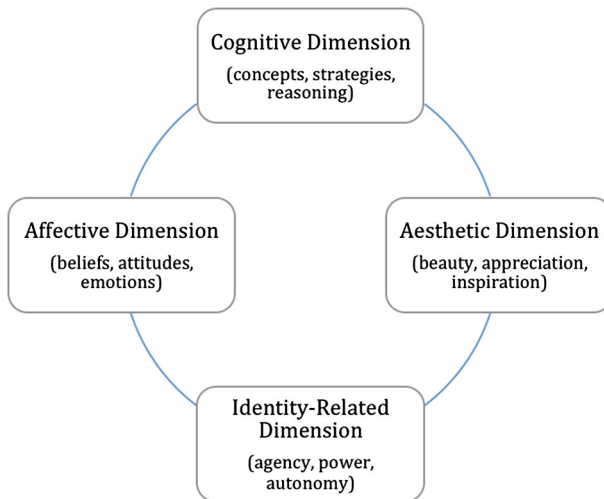 Cognitive Dimension
(concepts, strategies,
reasoning)
Affective Dimension
(beliefs, attitudes,
emotions)
Aesthetic Dimension
(beauty, appreciation,
inspiration)
Identity-Related
Dimension
(agency, power,
autonomy)